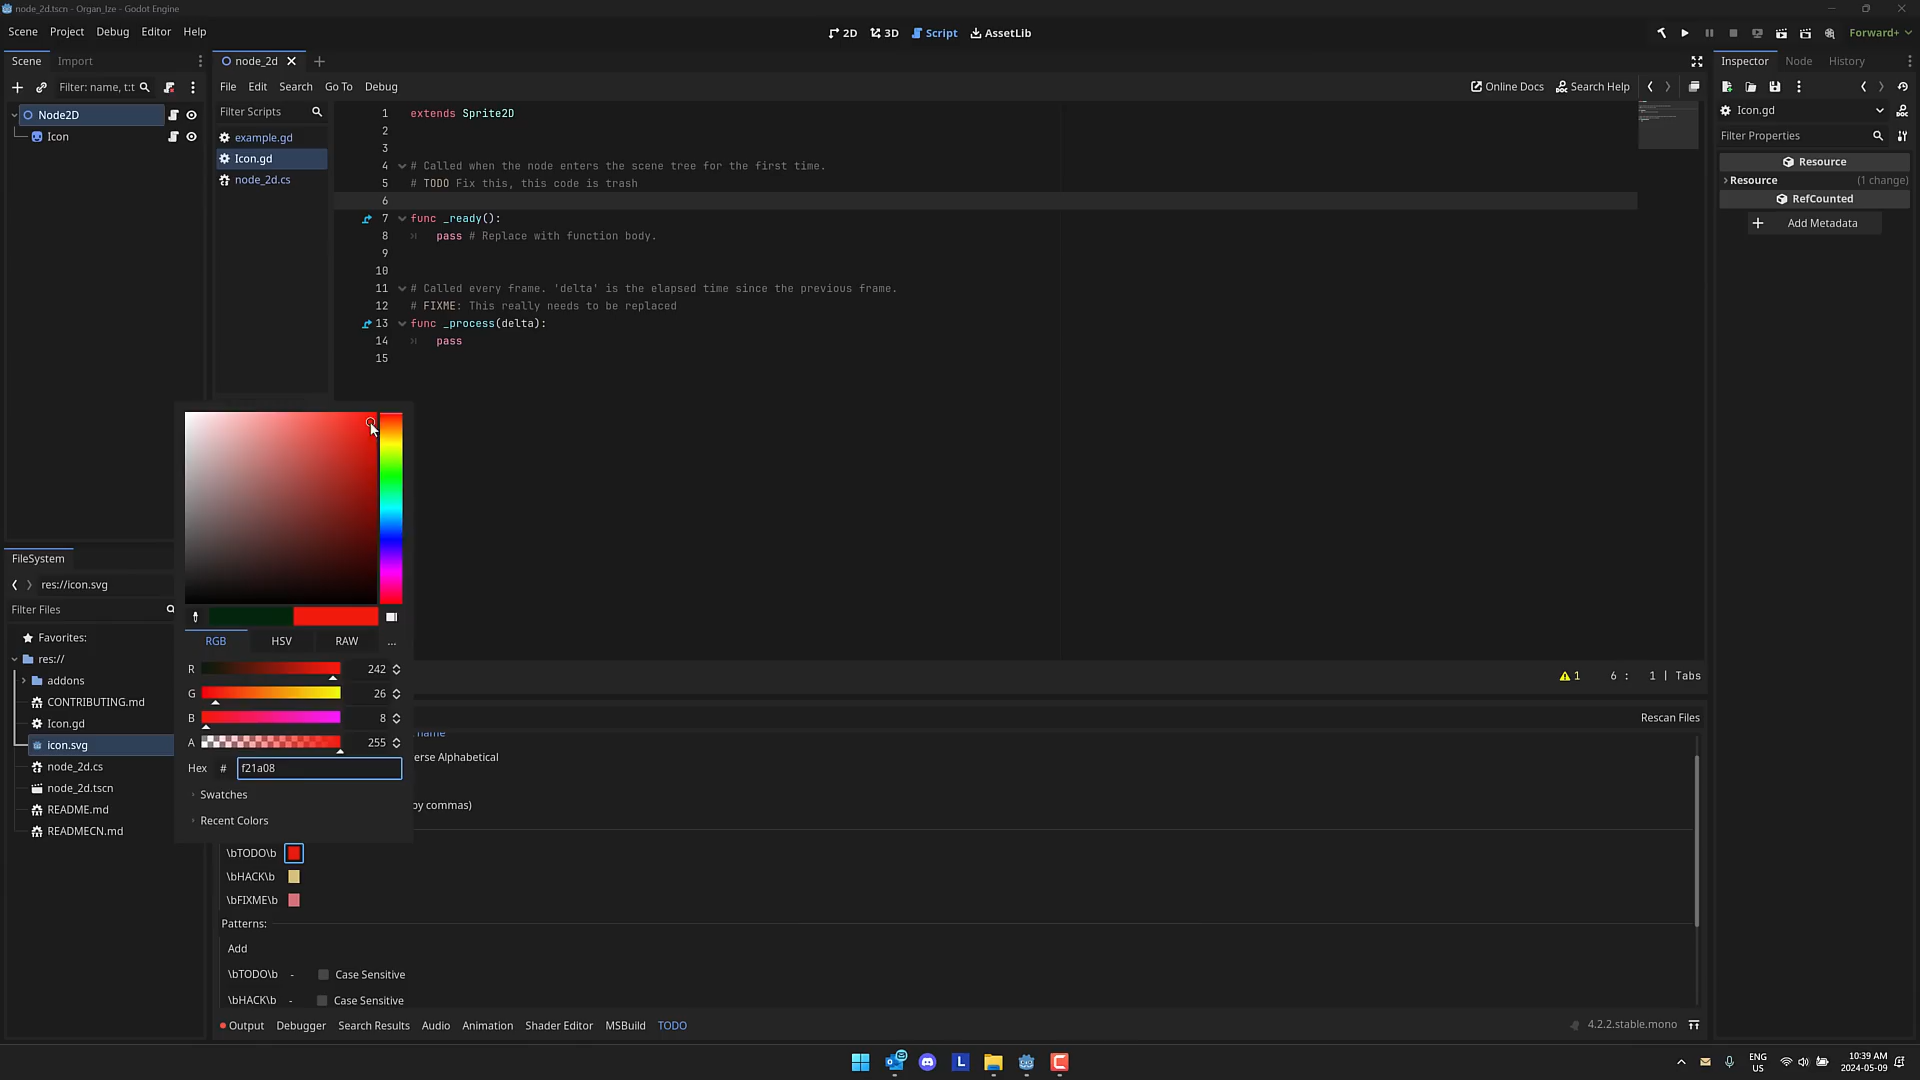 node_2d.tscn - Organ_Ize - Godot Engine
Scene Project Debug Editor Help
2D 3D Script AssetLib
Forward+
Scene Import
Filter: name, t:t
Node2D
Icon
node_2d
File Edit Search Go To Debug
Online Docs Search Help
Filter Scripts
example.gd
Icon.gd
node_2d.cs
1 extends Sprite2D
2
3
4 # Called when the node enters the scene tree for the first time.
5 # TODO Fix this, this code is trash
6
7 func _ready():
8 pass # Replace with function body.
9
10
11 # Called every frame. 'delta' is the elapsed time since the previous frame.
12 # FIXME: This really needs to be replaced
13 func _process(delta):
14 pass
15
1 6 : 1 | Tabs
Inspector Node History
Icon.gd
Filter Properties
Resource
Resource (1 change)
RefCounted
Add Metadata
FileSystem
res://icon.svg
Filter Files
Favorites:
res://
addons
CONTRIBUTING.md
Icon.gd
icon.svg
node_2d.cs
node_2d.tscn
README.md
READMECN.md
RGB HSV RAW ...
R 242
G 26
B 8
A 255
Hex # f21a08
Swatches
Recent Colors
Rescan Files
name
erse Alphabetical
by commas)
\bTODO\b
\bHACK\b
\bFIXME\b
Patterns:
Add
\bTODO\b - Case Sensitive
\bHACK\b - Case Sensitive
Output Debugger Search Results Audio Animation Shader Editor MSBuild TODO
4.2.2.stable.mono
L
ENG
US
10:39 AM
2024-05-09